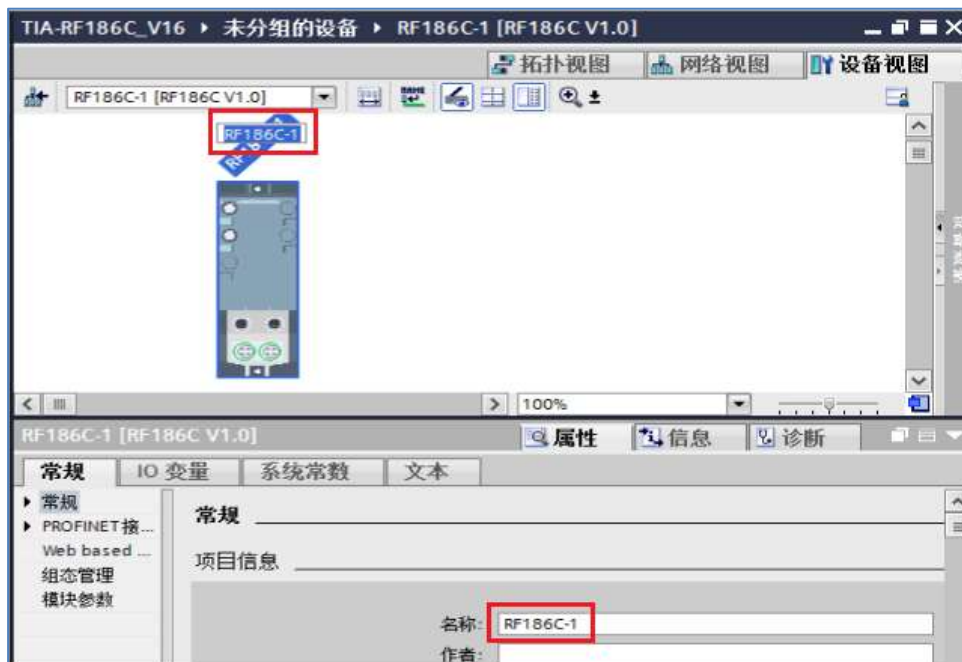 TIA-RF186C_V16 ▸ 未分组的设备 ▸ RF186C-1 [RF186C V1.0]
拓扑视图 网络视图 设备视图
RF186C-1 [RF186C V1.0]
RF186C-1
100%
RF186C-1 [RF186C V1.0] 属性 信息 诊断
常规 IO 变量 系统常数 文本
常规
PROFINET接...
Web based ...
组态管理
模块参数
常规
项目信息
名称: RF186C-1
作者: